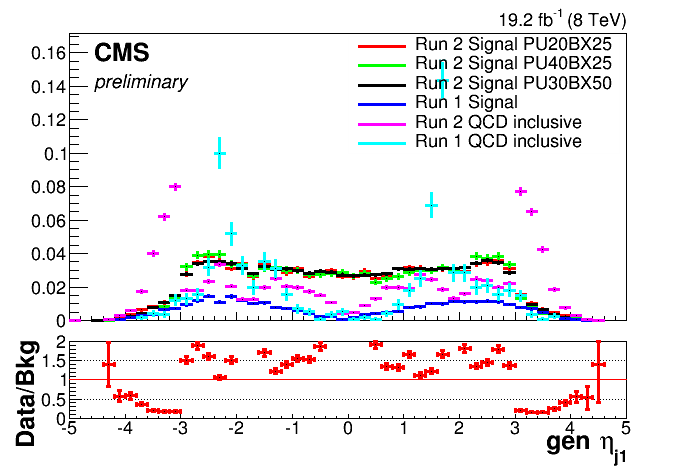 19.2 fb⁻¹ (8 TeV)
CMS
preliminary
Run 2 Signal PU20BX25
Run 2 Signal PU40BX25
Run 2 Signal PU30BX50
Run 1 Signal
Run 2 QCD inclusive
Run 1 QCD inclusive
0.16
0.14
0.12
0.1
0.08
0.06
0.04
0.02
0
Data/Bkg
2
1.5
1
0.5
0
-5 -4 -3 -2 -1 0 1 2 3 4 5
gen η_j1